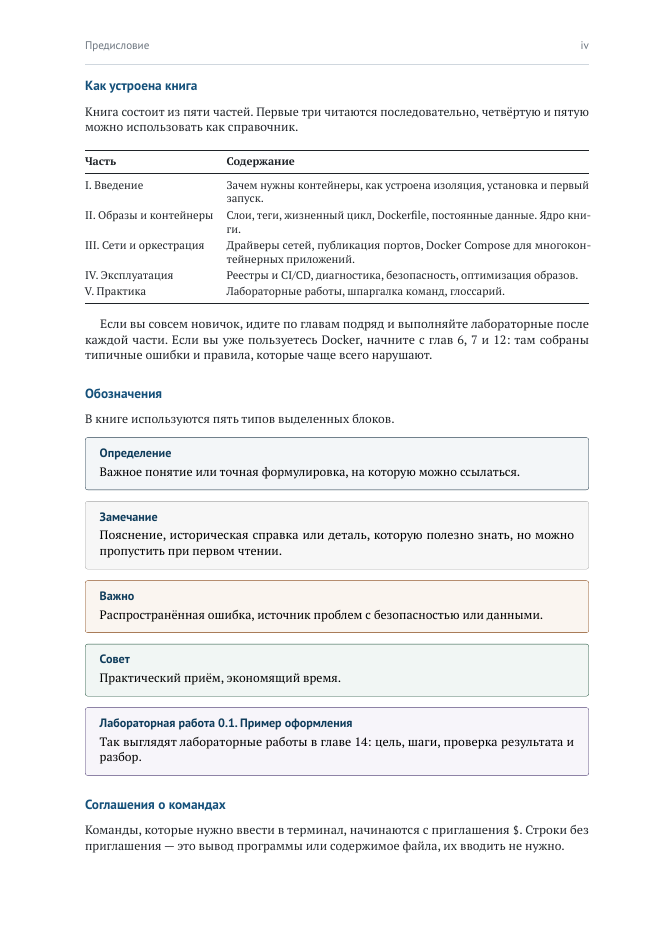 Предисловие iv
Как устроена книга
Книга состоит из пяти частей. Первые три читаются последовательно, четвёртую и пятую
можно использовать как справочник.
Часть Содержание
I. Введение Зачем нужны контейнеры, как устроена изоляция, установка и первый
запуск.
II. Образы и контейнеры Слои, теги, жизненный цикл, Dockerfile, постоянные данные. Ядро кни-
ги.
III. Сети и оркестрация Драйверы сетей, публикация портов, Docker Compose для многокон-
тейнерных приложений.
IV. Эксплуатация Реестры и CI/CD, диагностика, безопасность, оптимизация образов.
V. Практика Лабораторные работы, шпаргалка команд, глоссарий.
Если вы совсем новичок, идите по главам подряд и выполняйте лабораторные после
каждой части. Если вы уже пользуетесь Docker, начните с глав 6, 7 и 12: там собраны
типичные ошибки и правила, которые чаще всего нарушают.
Обозначения
В книге используются пять типов выделенных блоков.
Определение
Важное понятие или точная формулировка, на которую можно ссылаться.
Замечание
Пояснение, историческая справка или деталь, которую полезно знать, но можно
пропустить при первом чтении.
Важно
Распространённая ошибка, источник проблем с безопасностью или данными.
Совет
Практический приём, экономящий время.
Лабораторная работа 0.1. Пример оформления
Так выглядят лабораторные работы в главе 14: цель, шаги, проверка результата и
разбор.
Соглашения о командах
Команды, которые нужно ввести в терминал, начинаются с приглашения $. Строки без
приглашения — это вывод программы или содержимое файла, их вводить не нужно.